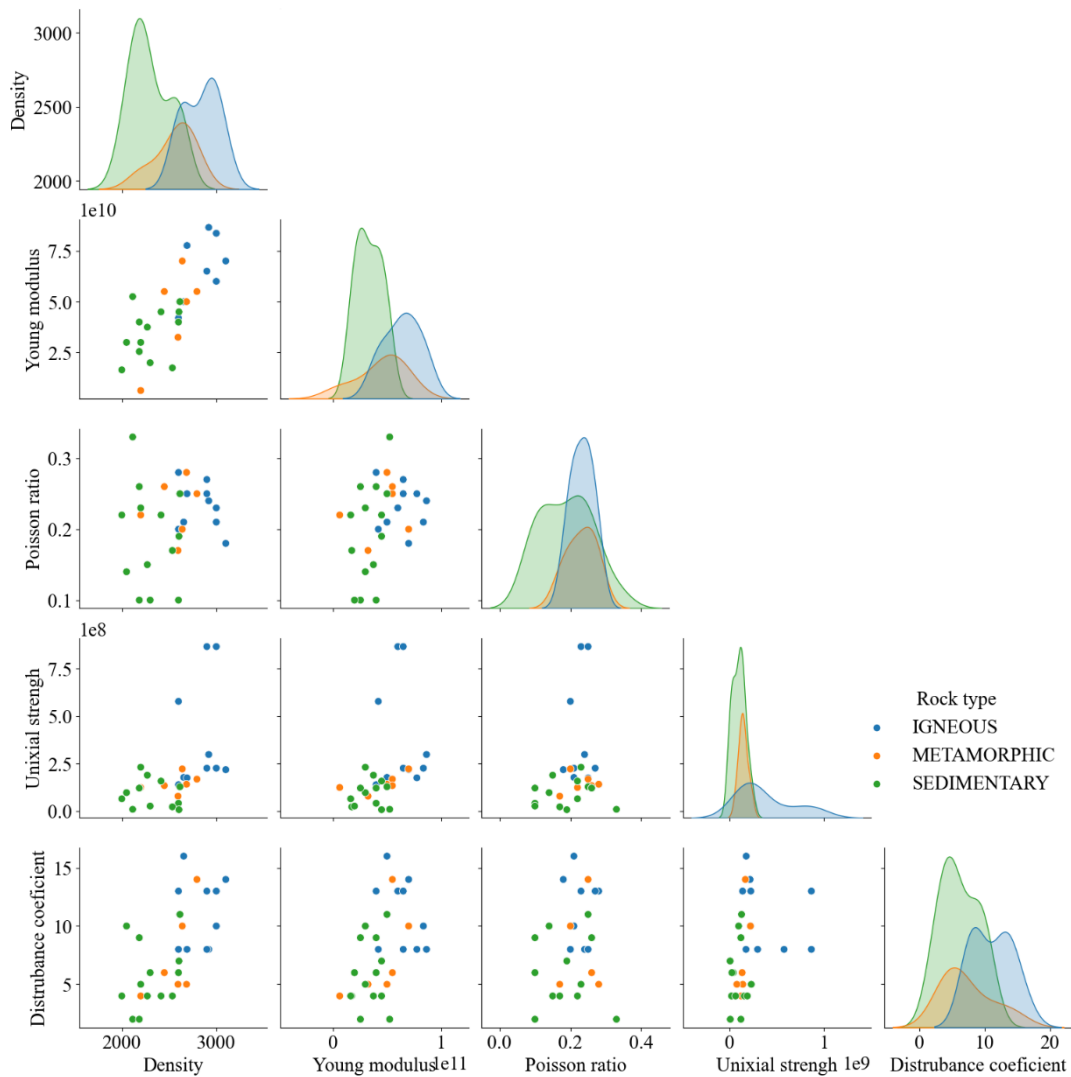 3000
2500
2000
Density
1e10
7.5
5.0
2.5
Young modulus
0.3
0.2
0.1
Poisson ratio
1e8
7.5
5.0
2.5
0.0
Unixial strengh
Rock type
IGNEOUS
METAMORPHIC
SEDIMENTARY
15
10
5
Distrubance coeficient
2000 3000
Density
0 1
Young modulus 1e11
0.0 0.2 0.4
Poisson ratio
0 1
Unixial strengh 1e9
0 10 20
Distrubance coeficient